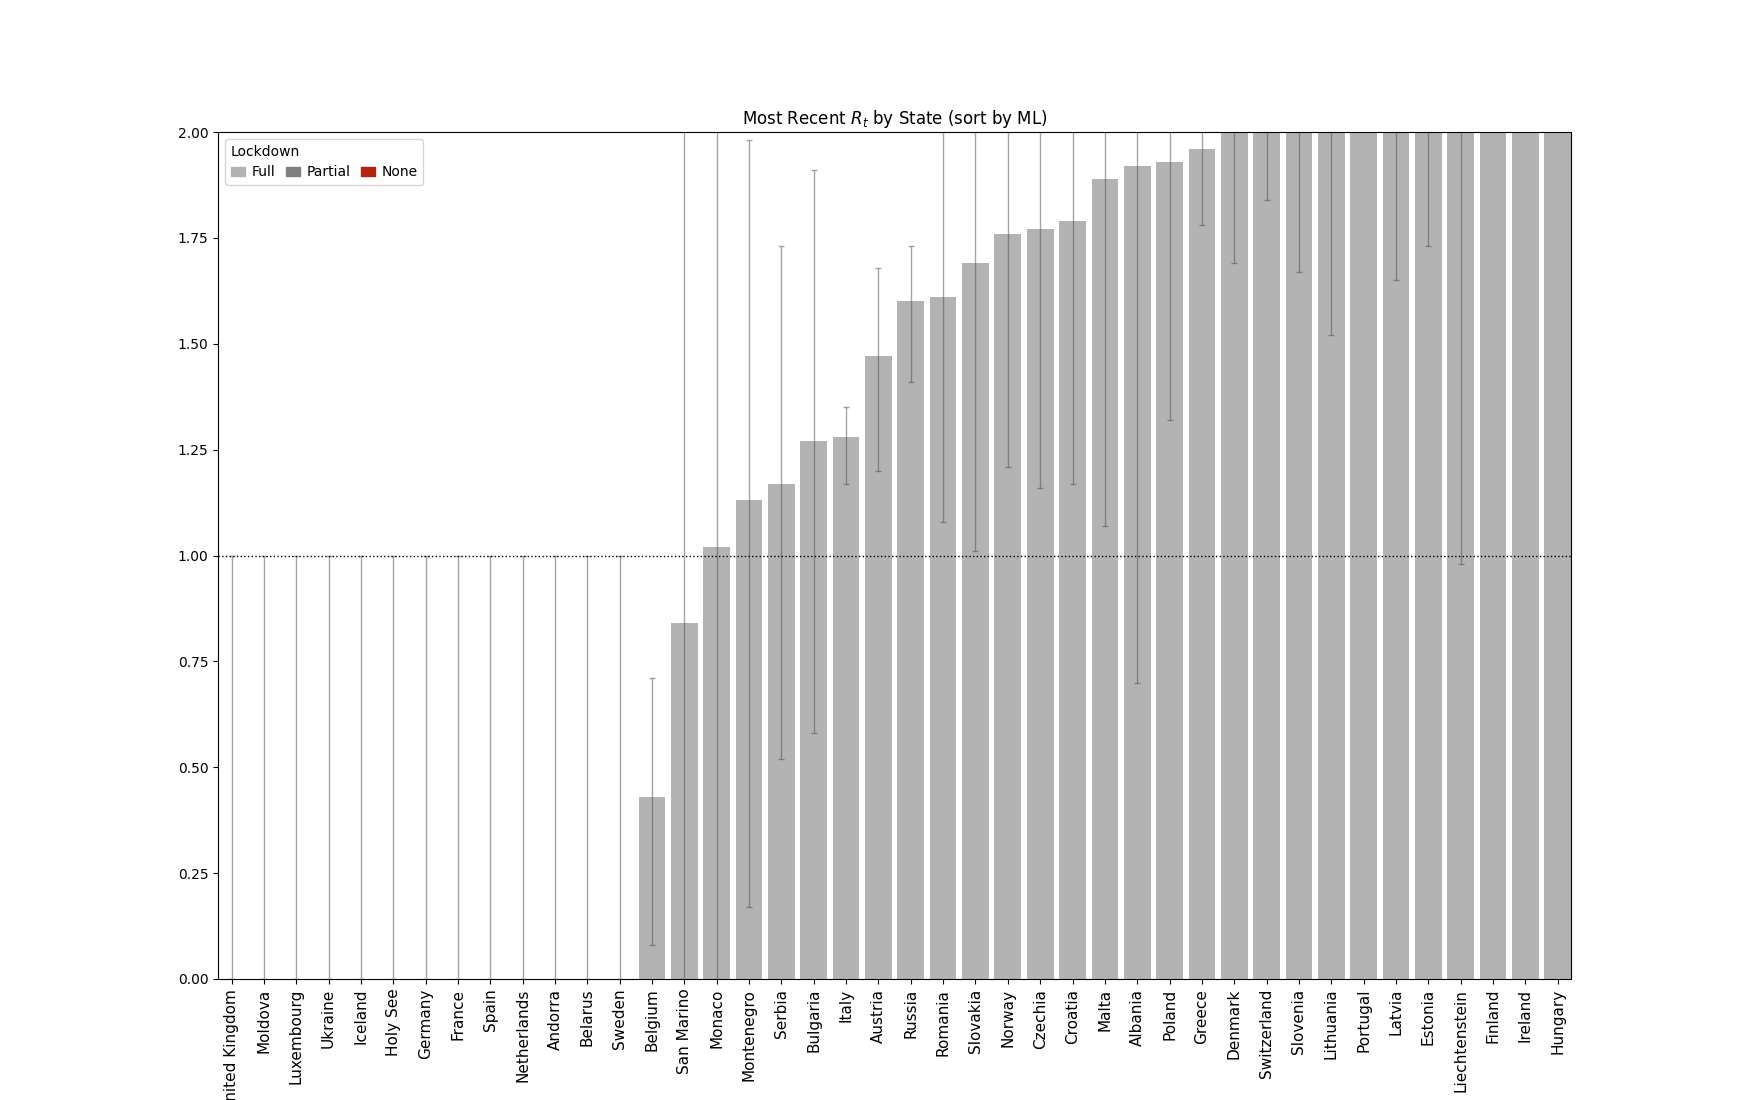 Most Recent Rt by State (sort by ML)
Lockdown
Full Partial None
2.00
1.75
1.50
1.25
1.00
0.75
0.50
0.25
0.00
nited Kingdom
Moldova
Luxembourg
Ukraine
Iceland
Holy See
Germany
France
Spain
Netherlands
Andorra
Belarus
Sweden
Belgium
San Marino
Monaco
Montenegro
Serbia
Bulgaria
Italy
Austria
Russia
Romania
Slovakia
Norway
Czechia
Croatia
Malta
Albania
Poland
Greece
Denmark
Switzerland
Slovenia
Lithuania
Portugal
Latvia
Estonia
Liechtenstein
Finland
Ireland
Hungary